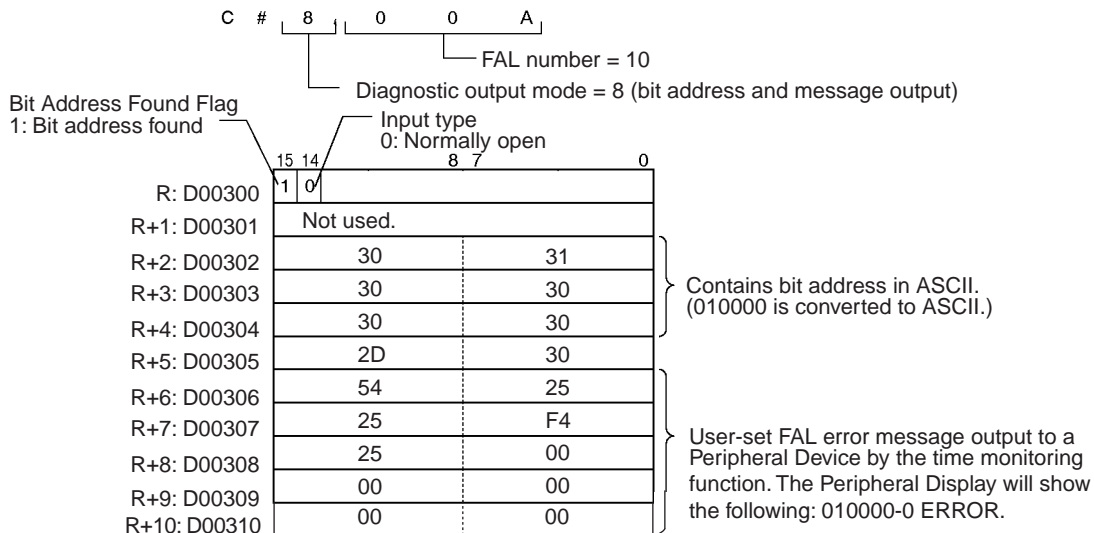 C # 8 , 0 0 A
FAL number = 10
Diagnostic output mode = 8 (bit address and message output)
Bit Address Found Flag
1: Bit address found
Input type
0: Normally open
15 14 8 7 0
R: D00300 1 0
R+1: D00301 Not used.
R+2: D00302 30 31
R+3: D00303 30 30
R+4: D00304 30 30
Contains bit address in ASCII.
(010000 is converted to ASCII.)
R+5: D00305 2D 30
R+6: D00306 54 25
R+7: D00307 25 F4
R+8: D00308 25 00
R+9: D00309 00 00
R+10: D00310 00 00
User-set FAL error message output to a
Peripheral Device by the time monitoring
function. The Peripheral Display will show
the following: 010000-0 ERROR.